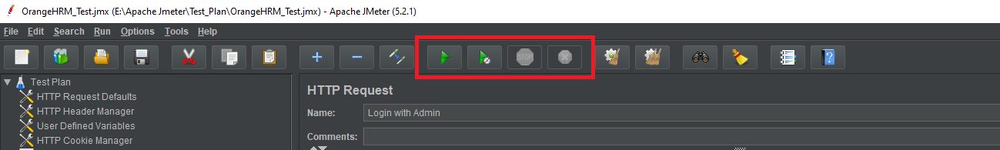 OrangeHRM_Test.jmx (E:\Apache Jmeter\Test_Plan\OrangeHRM_Test.jmx) - Apache JMeter (5.2.1)
File Edit Search Run Options Tools Help
STOP
Test Plan
HTTP Request Defaults
HTTP Header Manager
User Defined Variables
HTTP Cookie Manager
HTTP Request
Name: Login with Admin
Comments: